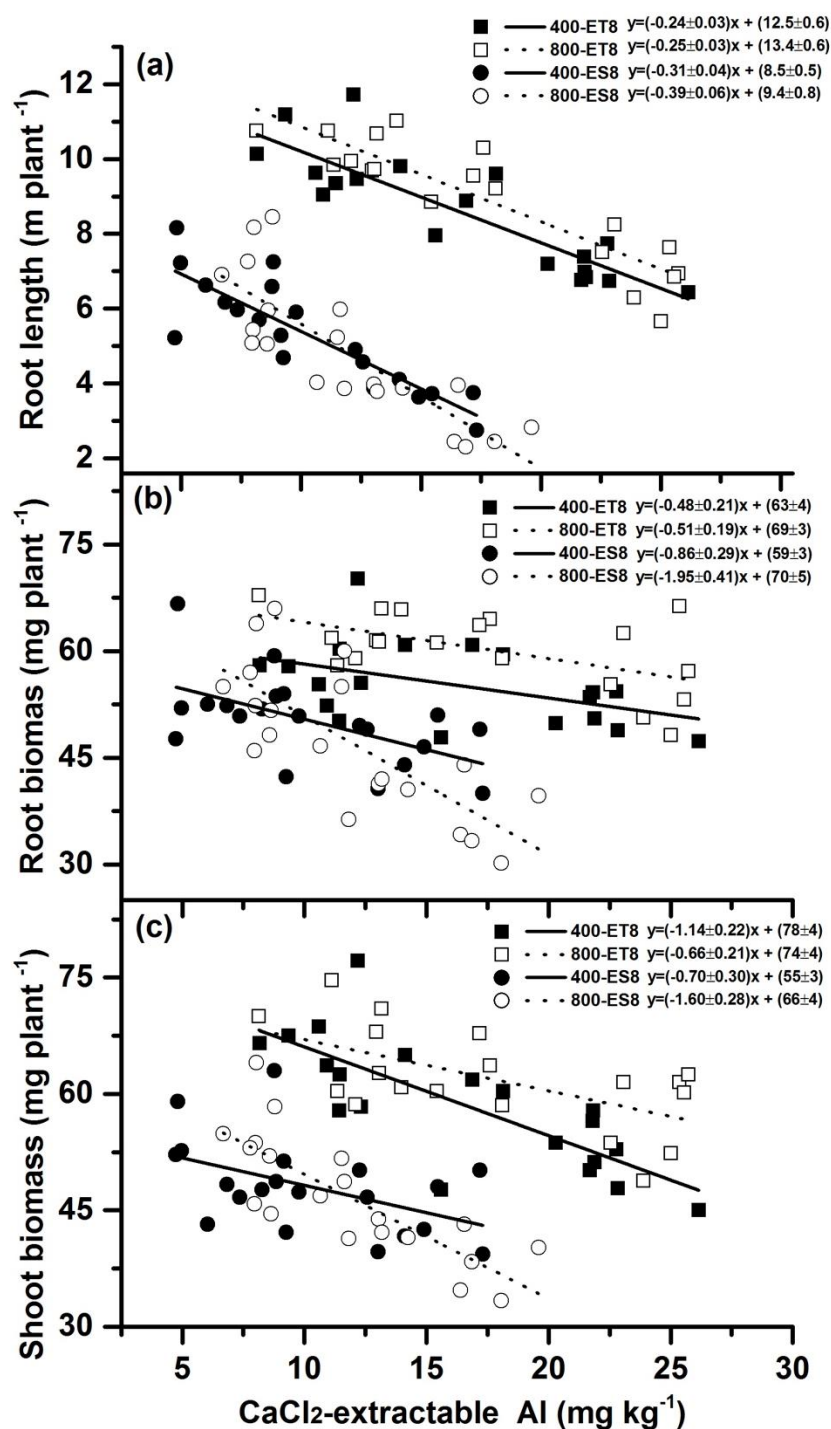 (a)
400-ET8 y=(-0.24±0.03)x + (12.5±0.6)
800-ET8 y=(-0.25±0.03)x + (13.4±0.6)
400-ES8 y=(-0.31±0.04)x + (8.5±0.5)
800-ES8 y=(-0.39±0.06)x + (9.4±0.8)
12
10
8
6
4
2
Root length (m plant -1)
(b)
400-ET8 y=(-0.48±0.21)x + (63±4)
800-ET8 y=(-0.51±0.19)x + (69±3)
400-ES8 y=(-0.86±0.29)x + (59±3)
800-ES8 y=(-1.95±0.41)x + (70±5)
75
60
45
30
Root biomas (mg plant -1)
(c)
400-ET8 y=(-1.14±0.22)x + (78±4)
800-ET8 y=(-0.66±0.21)x + (74±4)
400-ES8 y=(-0.70±0.30)x + (55±3)
800-ES8 y=(-1.60±0.28)x + (66±4)
75
60
45
30
Shoot biomass (mg plant -1)
5 10 15 20 25 30
CaCl2-extractable Al (mg kg-1)